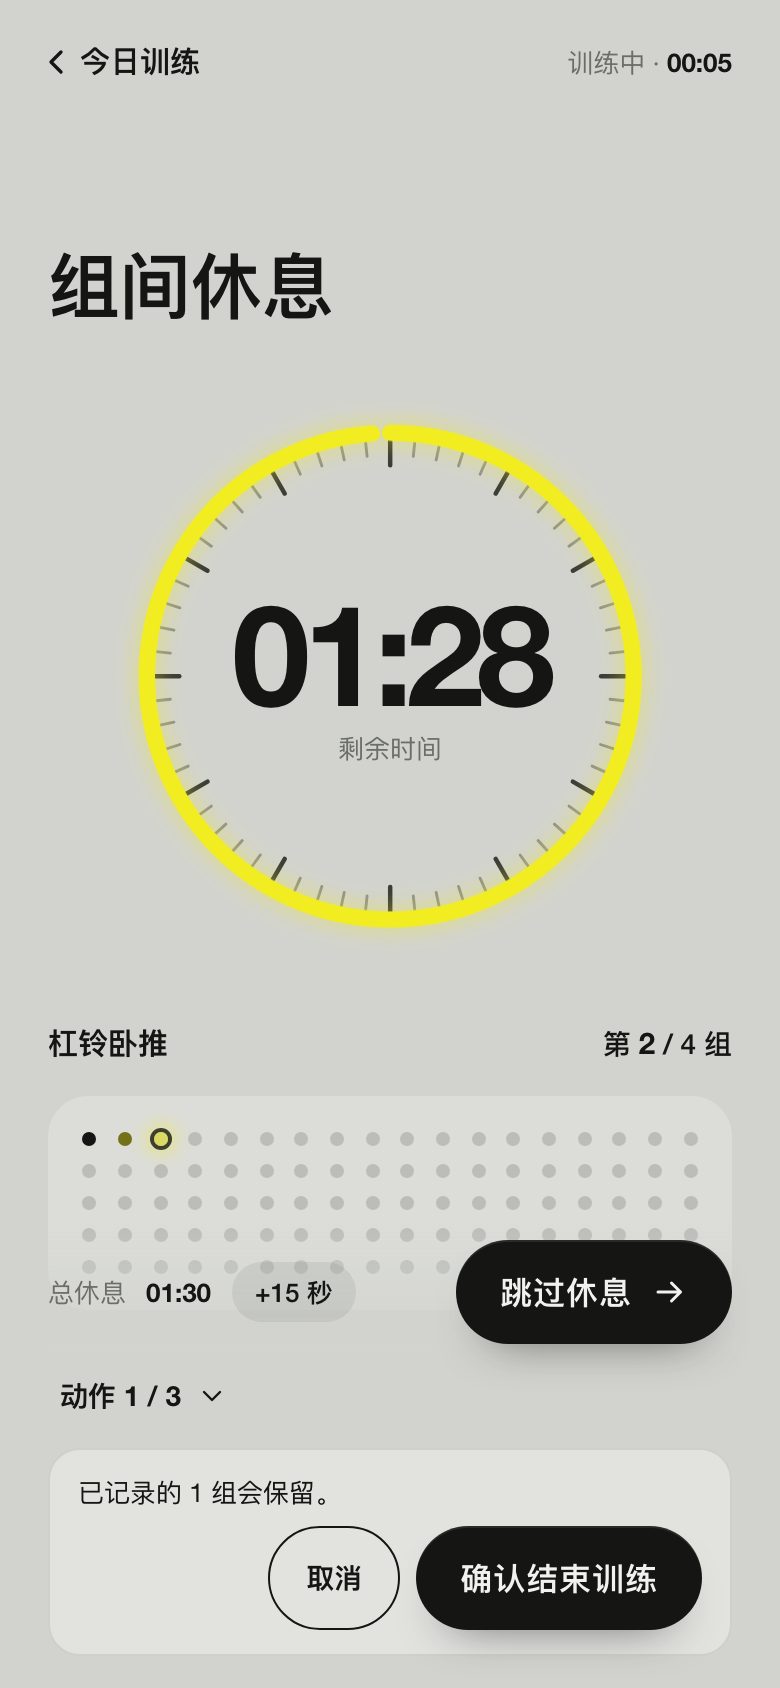 今日训练
训练中 · 00:05
组间休息
01:28
剩余时间
杠铃卧推
第 2 / 4 组
总休息 01:30 +15 秒
跳过休息 →
动作 1 / 3
已记录的 1 组会保留。
取消
确认结束训练